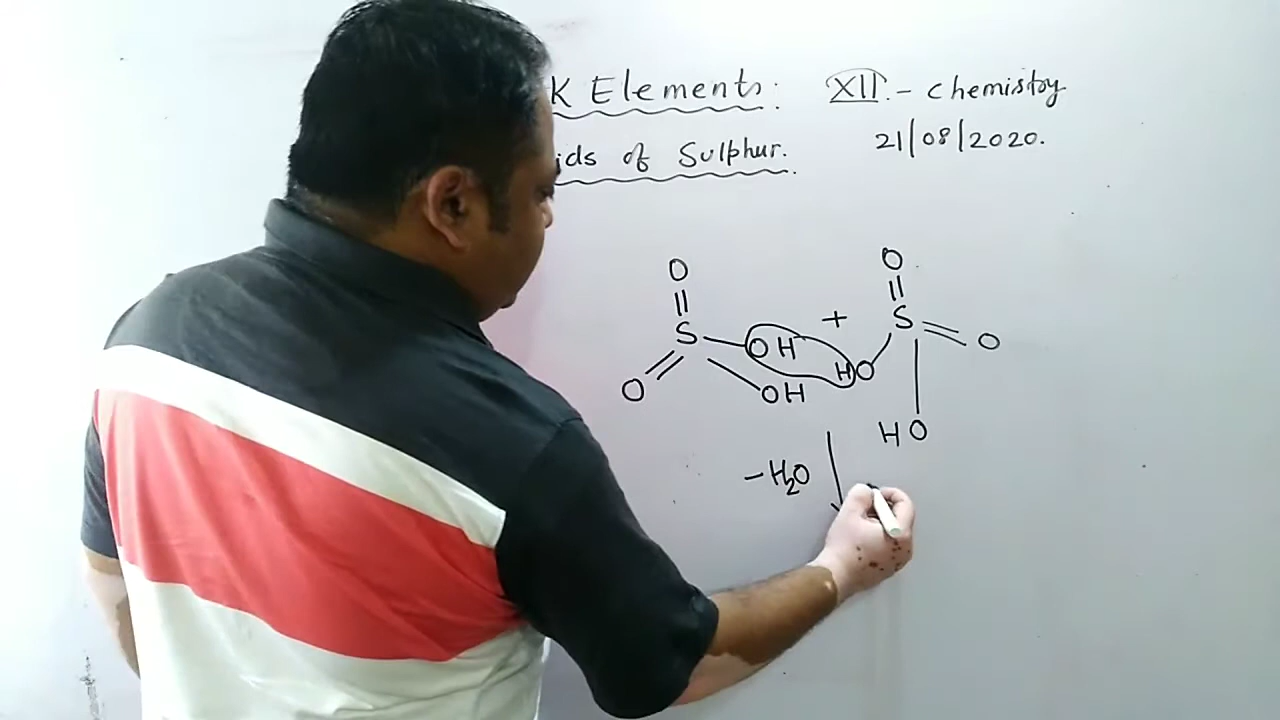 K Elements: XII - chemistry
ids of Sulphur. 21/08/2020.
O O
S + S
OH HO O
O OH
HO
-H₂O